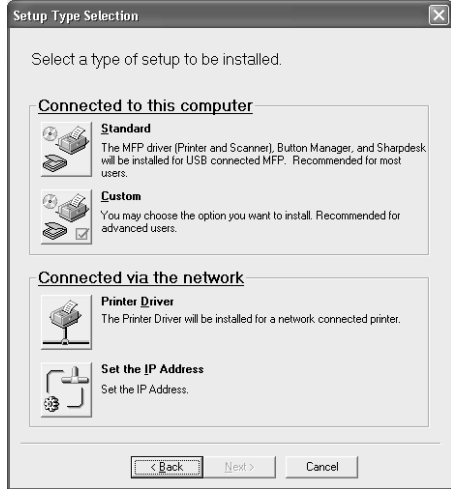 Setup Type Selection
Select a type of setup to be installed.
Connected to this computer
Standard
The MFP driver (Printer and Scanner), Button Manager, and Sharpdesk
will be installed for USB connected MFP. Recommended for most
users.
Custom
You may choose the option you want to install. Recommended for
advanced users.
Connected via the network
Printer Driver
The Printer Driver will be installed for a network connected printer.
Set the IP Address
Set the IP Address.
< Back Next > Cancel